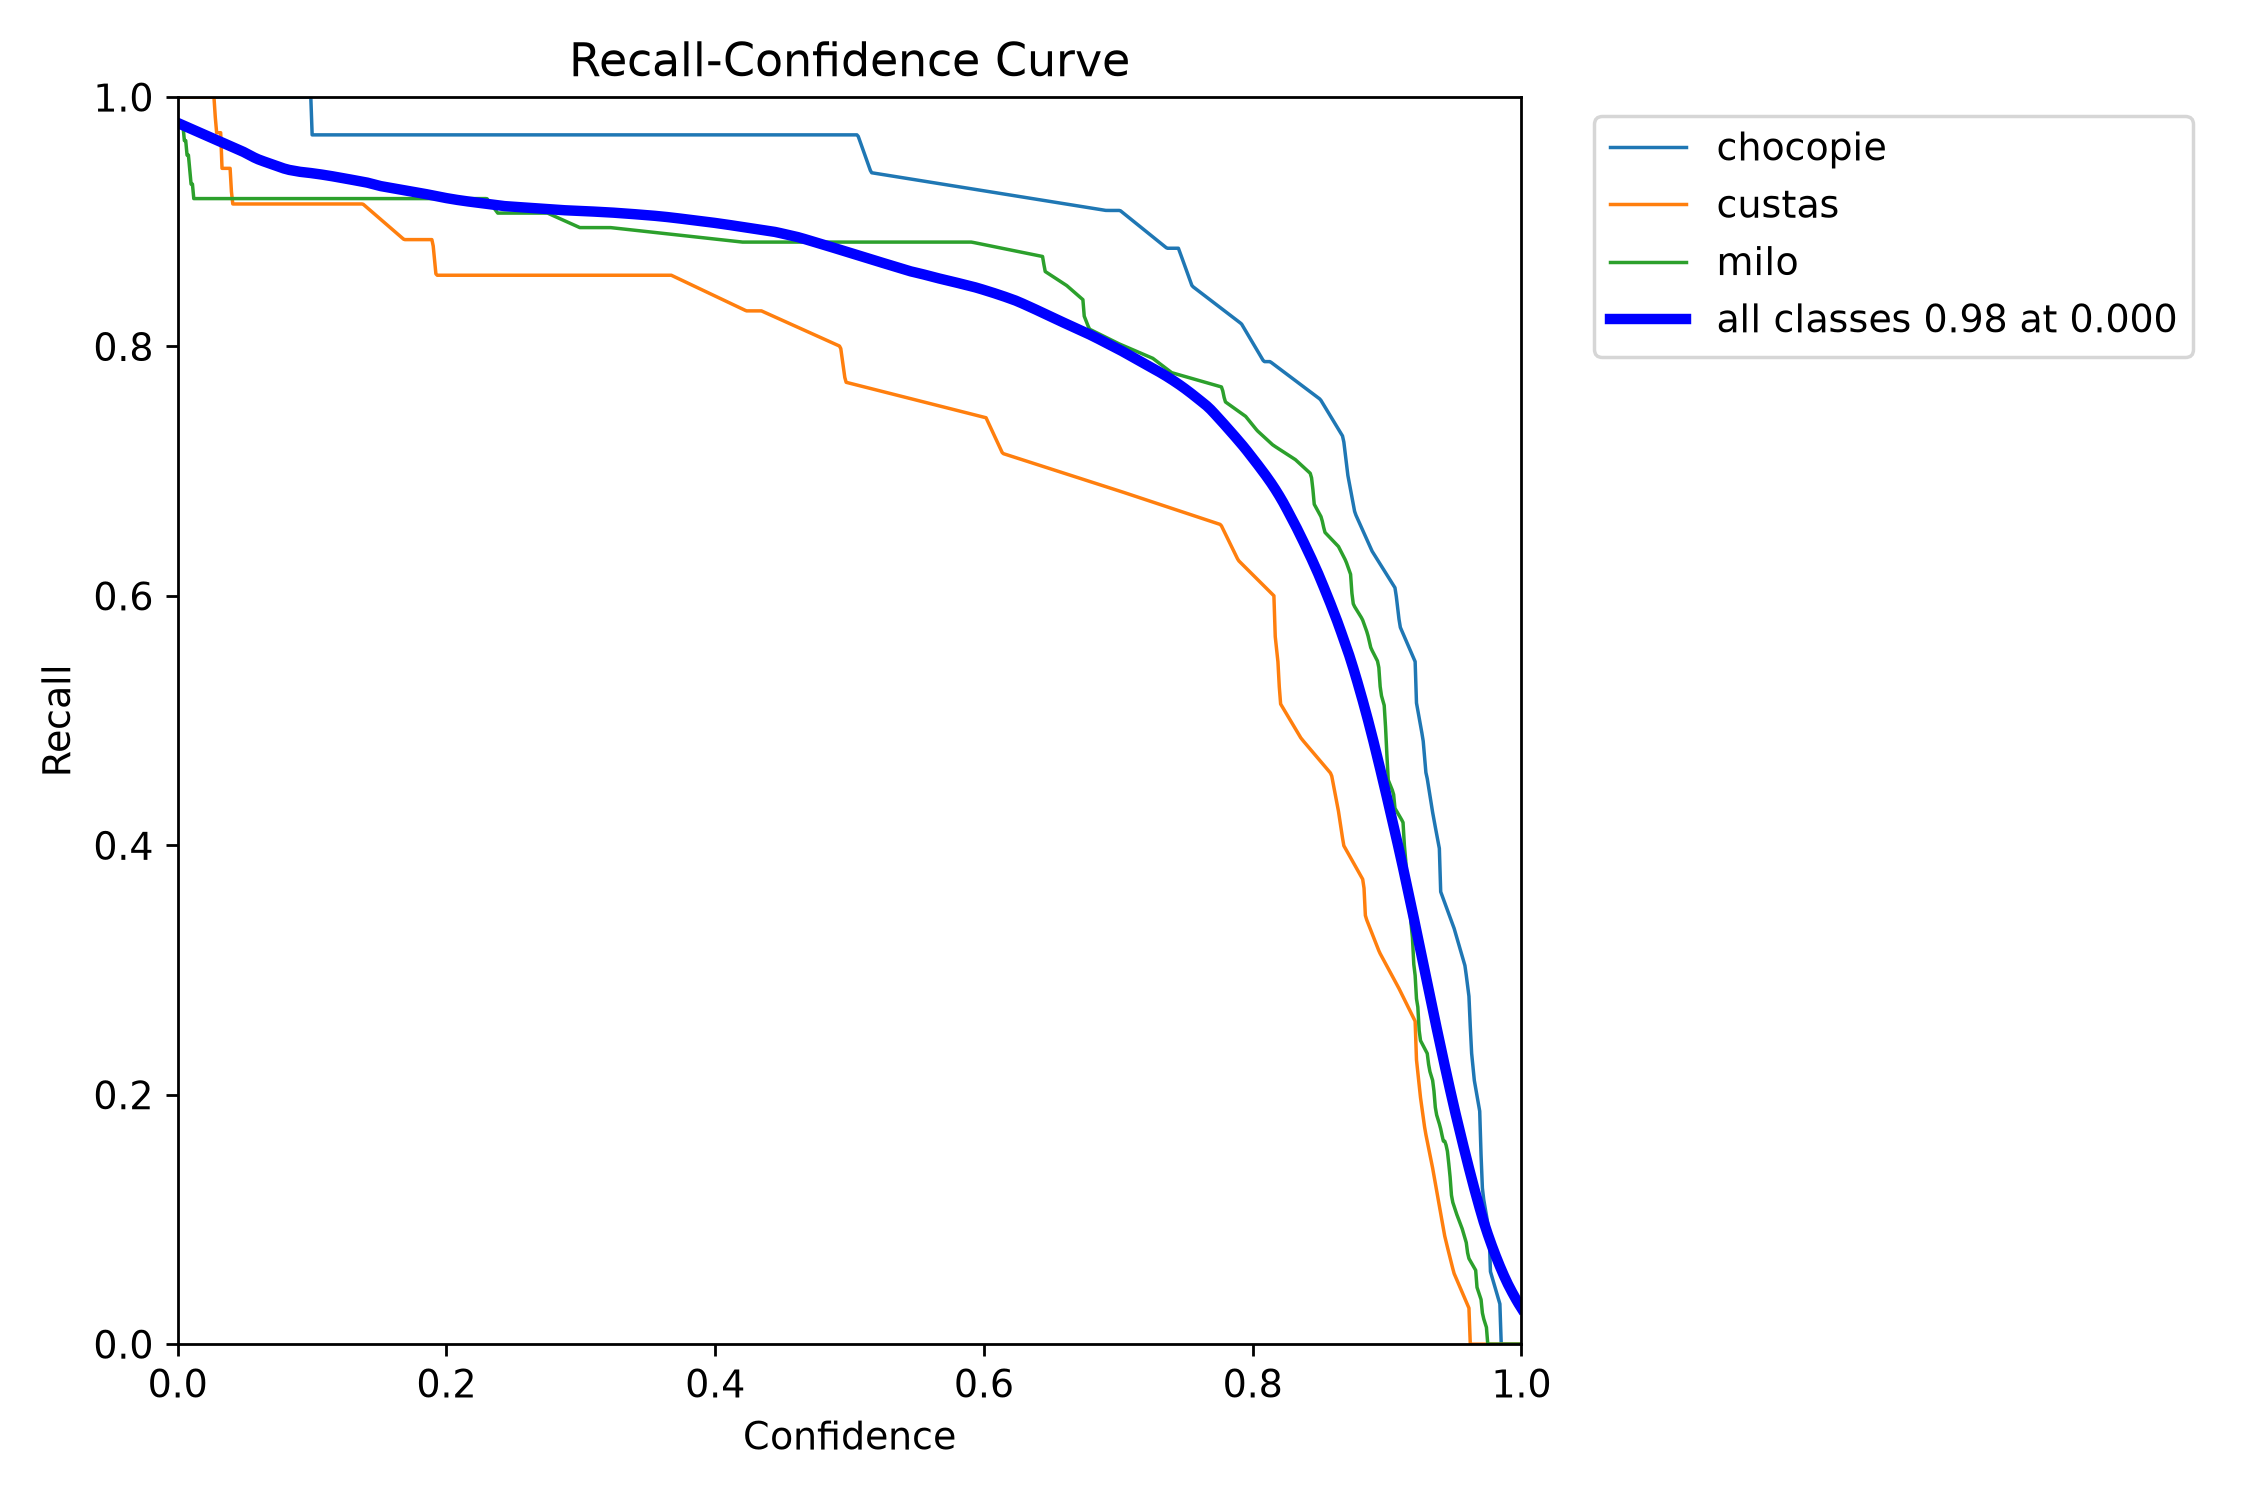 Recall-Confidence Curve
1.0
0.8
0.6
0.4
0.2
0.0
Recall
0.0 0.2 0.4 0.6 0.8 1.0
Confidence
chocopie
custas
milo
all classes 0.98 at 0.000